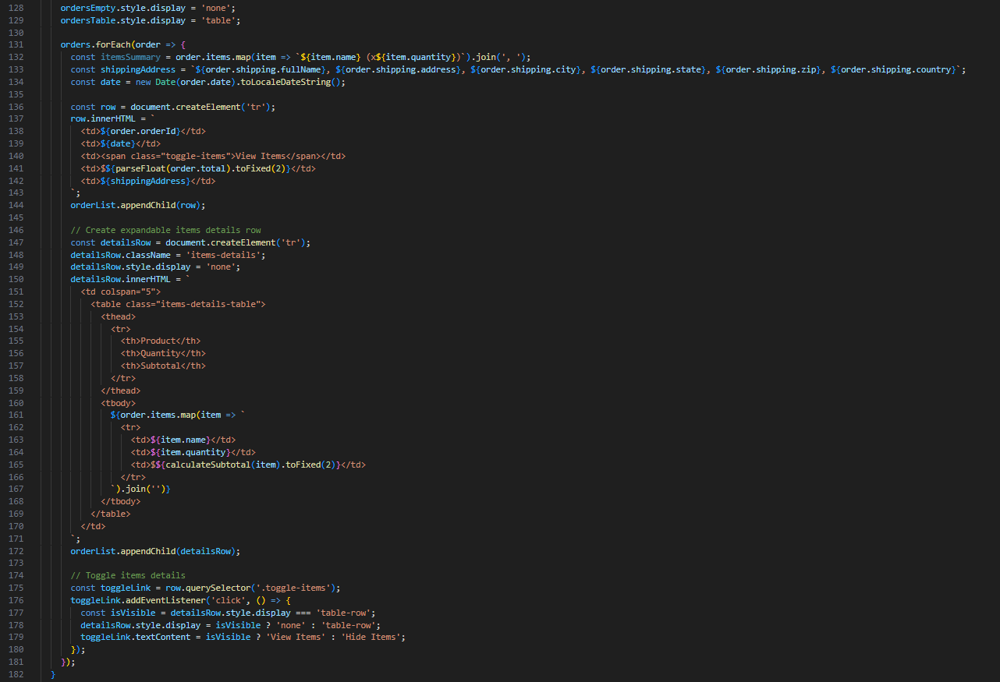 128 ordersEmpty.style.display = 'none';
129 ordersTable.style.display = 'table';
130
131 orders.forEach(order => {
132 const itemsSummary = order.items.map(item => `${item.name} (x${item.quantity})`).join(', ');
133 const shippingAddress = `${order.shipping.fullName}, ${order.shipping.address}, ${order.shipping.city}, ${order.shipping.state}, ${order.shipping.zip}, ${order.shipping.country}`;
134 const date = new Date(order.date).toLocaleDateString();
135
136 const row = document.createElement('tr');
137 row.innerHTML = `
138 <td>${order.orderId}</td>
139 <td>${date}</td>
140 <td><span class="toggle-items">View Items</span></td>
141 <td>$${parseFloat(order.total).toFixed(2)}</td>
142 <td>${shippingAddress}</td>
143 `;
144 orderList.appendChild(row);
145
146 // Create expandable items details row
147 const detailsRow = document.createElement('tr');
148 detailsRow.className = 'items-details';
149 detailsRow.style.display = 'none';
150 detailsRow.innerHTML = `
151 <td colspan="5">
152 <table class="items-details-table">
153 <thead>
154 <tr>
155 <th>Product</th>
156 <th>Quantity</th>
157 <th>Subtotal</th>
158 </tr>
159 </thead>
160 <tbody>
161 ${order.items.map(item => `
162 <tr>
163 <td>${item.name}</td>
164 <td>${item.quantity}</td>
165 <td>$${calculateSubtotal(item).toFixed(2)}</td>
166 </tr>
167 `).join('')}
168 </tbody>
169 </table>
170 </td>
171 `;
172 orderList.appendChild(detailsRow);
173
174 // Toggle items details
175 const toggleLink = row.querySelector('.toggle-items');
176 toggleLink.addEventListener('click', () => {
177 const isVisible = detailsRow.style.display === 'table-row';
178 detailsRow.style.display = isVisible ? 'none' : 'table-row';
179 toggleLink.textContent = isVisible ? 'View Items' : 'Hide Items';
180 });
181 });
182 }